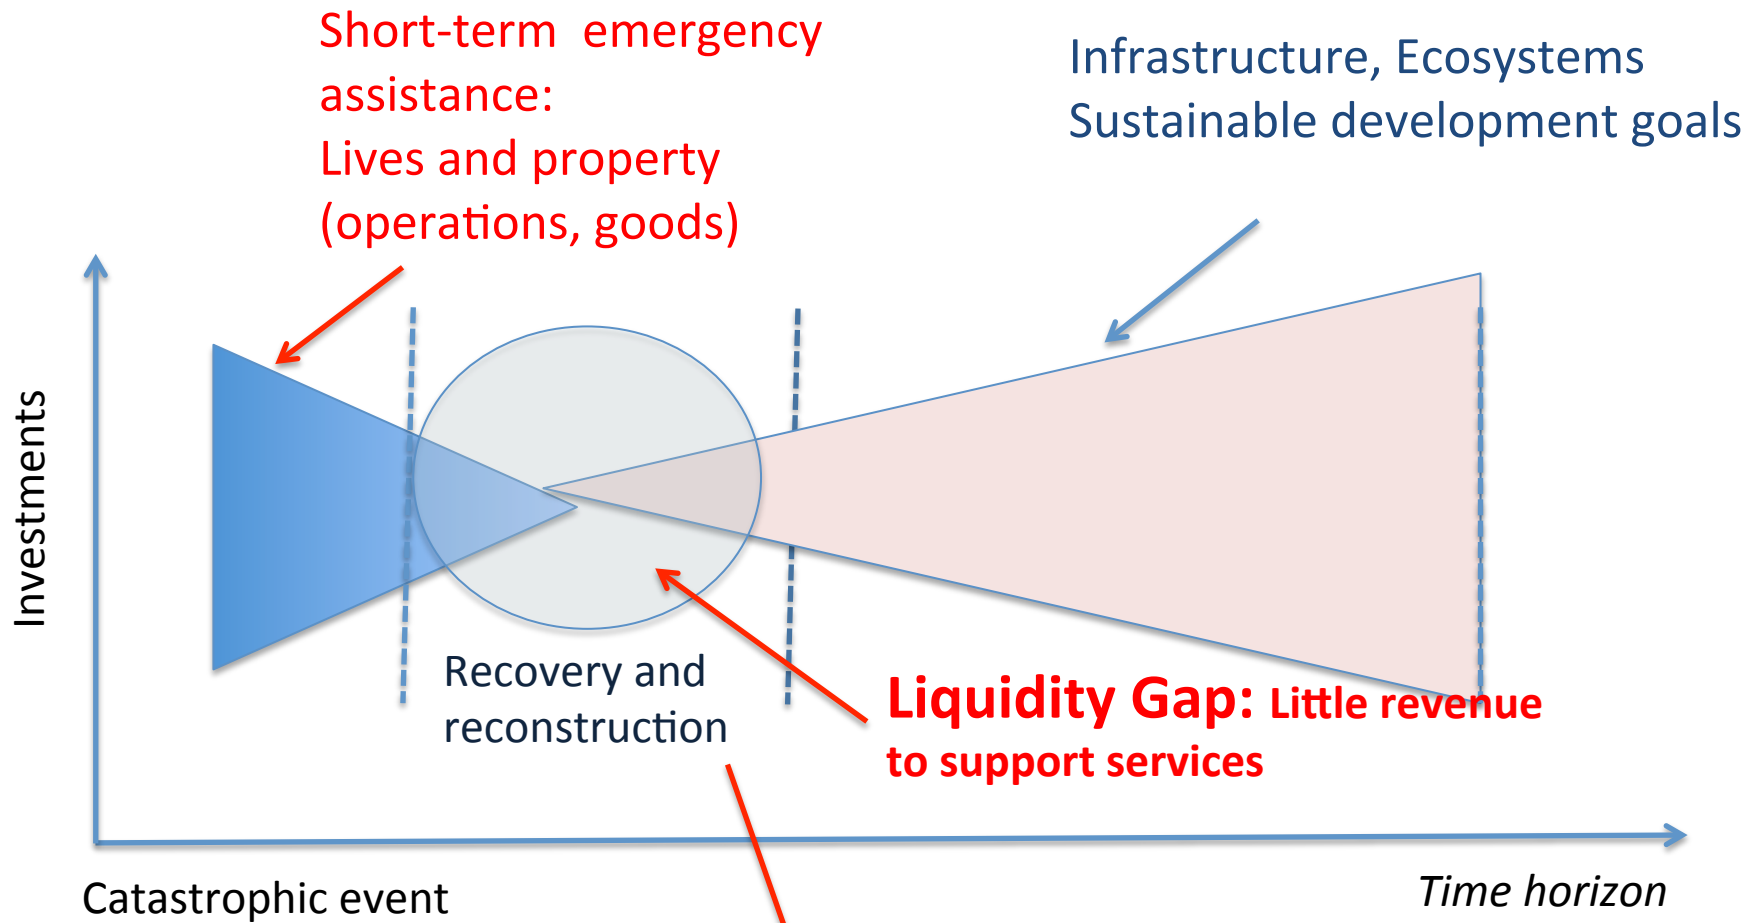 Short-term emergency
assistance:
Lives and property
(operations, goods)
Infrastructure, Ecosystems
Sustainable development goals
Investments
Recovery and
reconstruction
Liquidity Gap: Little revenue
to support services
Catastrophic event
Time horizon